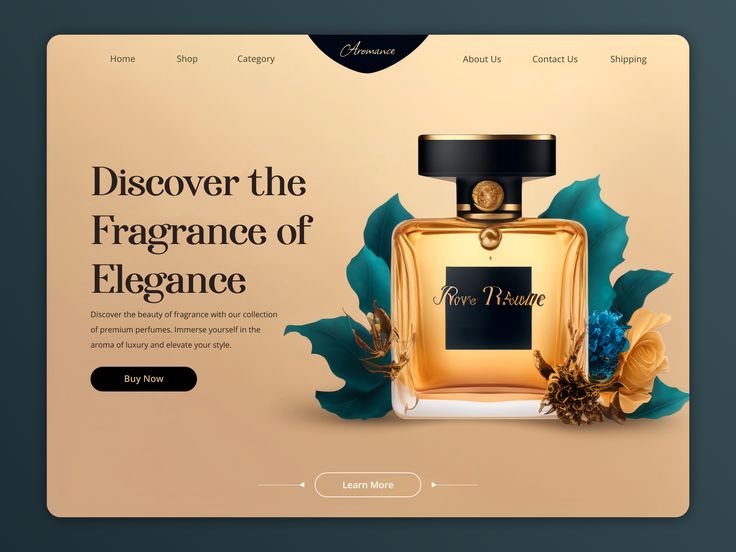 Home
Shop
Category
Aromance
About Us
Contact Us
Shipping
Discover the
Fragrance of
Elegance
Discover the beauty of fragrance with our collection
of premium perfumes. Immerse yourself in the
aroma of luxury and elevate your style.
Buy Now
Learn More